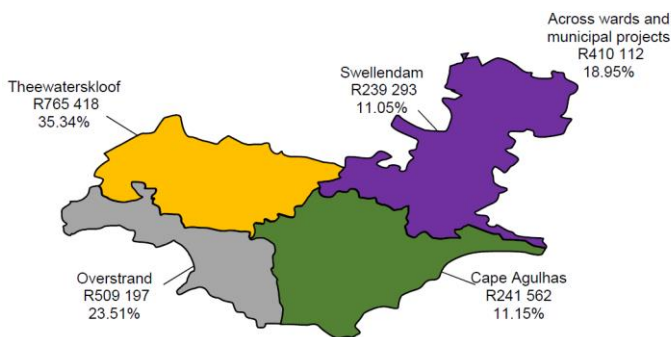 Across wards and
municipal projects
R410 112
18.95%
Swellendam
R239 293
11.05%
Theewaterskloof
R765 418
35.34%
Overstrand
R509 197
23.51%
Cape Agulhas
R241 562
11.15%